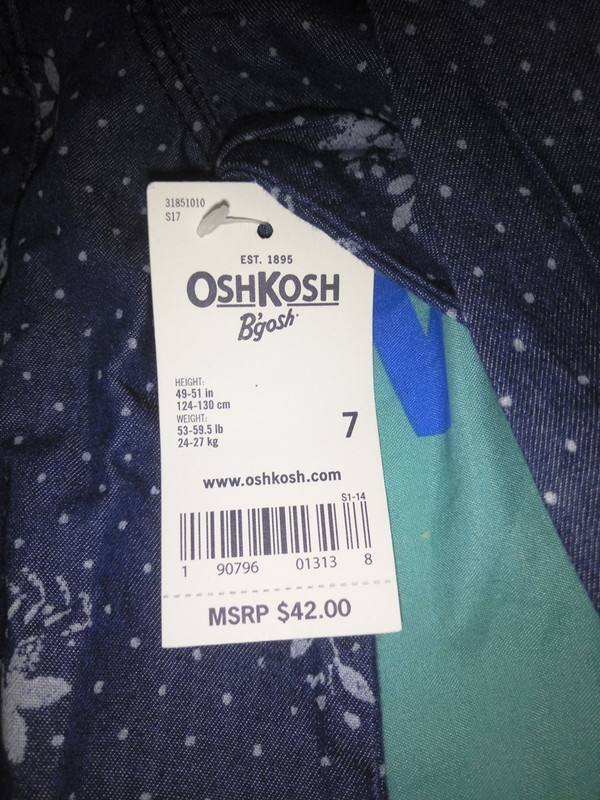 31851010
S17
EST. 1895
OSHKOSH
B'gosh
HEIGHT:
49-51 in
124-130 cm
WEIGHT:
53-59.5 lb
24-27 kg
7
www.oshkosh.com
S1-14
1 90796 01313 8
MSRP $42.00